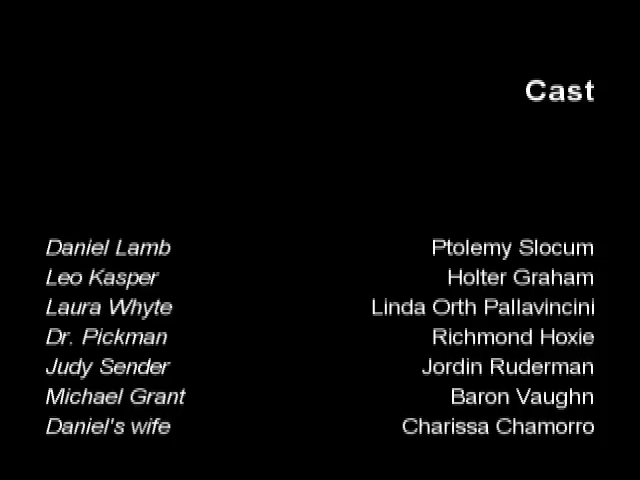 Cast
Daniel Lamb Ptolemy Slocum
Leo Kasper Holter Graham
Laura Whyte Linda Orth Pallavincini
Dr. Pickman Richmond Hoxie
Judy Sender Jordin Ruderman
Michael Grant Baron Vaughn
Daniel's wife Charissa Chamorro